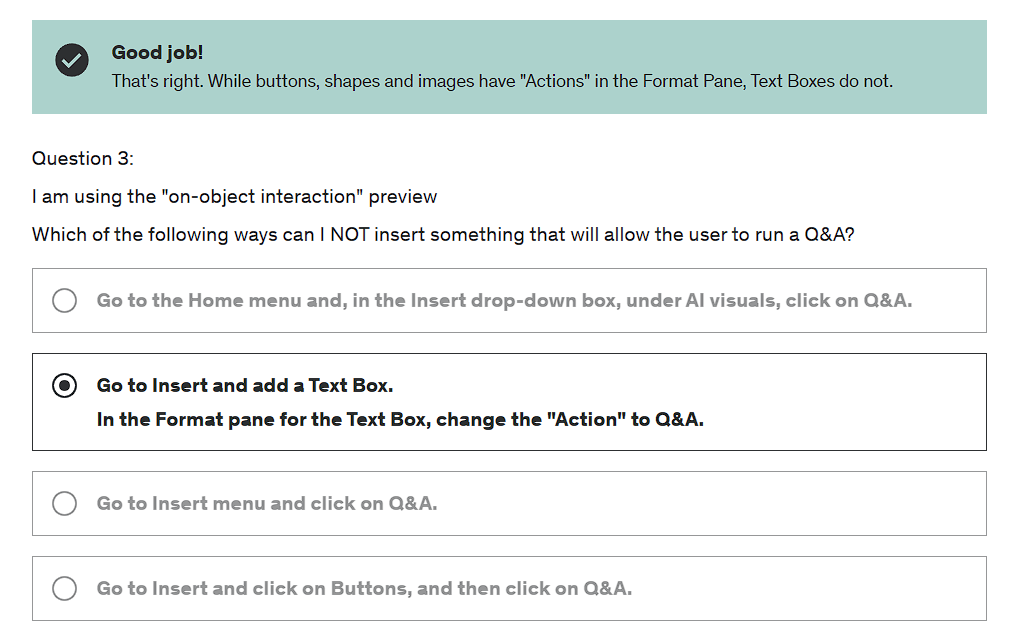 Good job!
That's right. While buttons, shapes and images have "Actions" in the Format Pane, Text Boxes do not.
Question 3:
I am using the "on-object interaction" preview
Which of the following ways can I NOT insert something that will allow the user to run a Q&A?
Go to the Home menu and, in the Insert drop-down box, under AI visuals, click on Q&A.
Go to Insert and add a Text Box.
In the Format pane for the Text Box, change the "Action" to Q&A.
Go to Insert menu and click on Q&A.
Go to Insert and click on Buttons, and then click on Q&A.